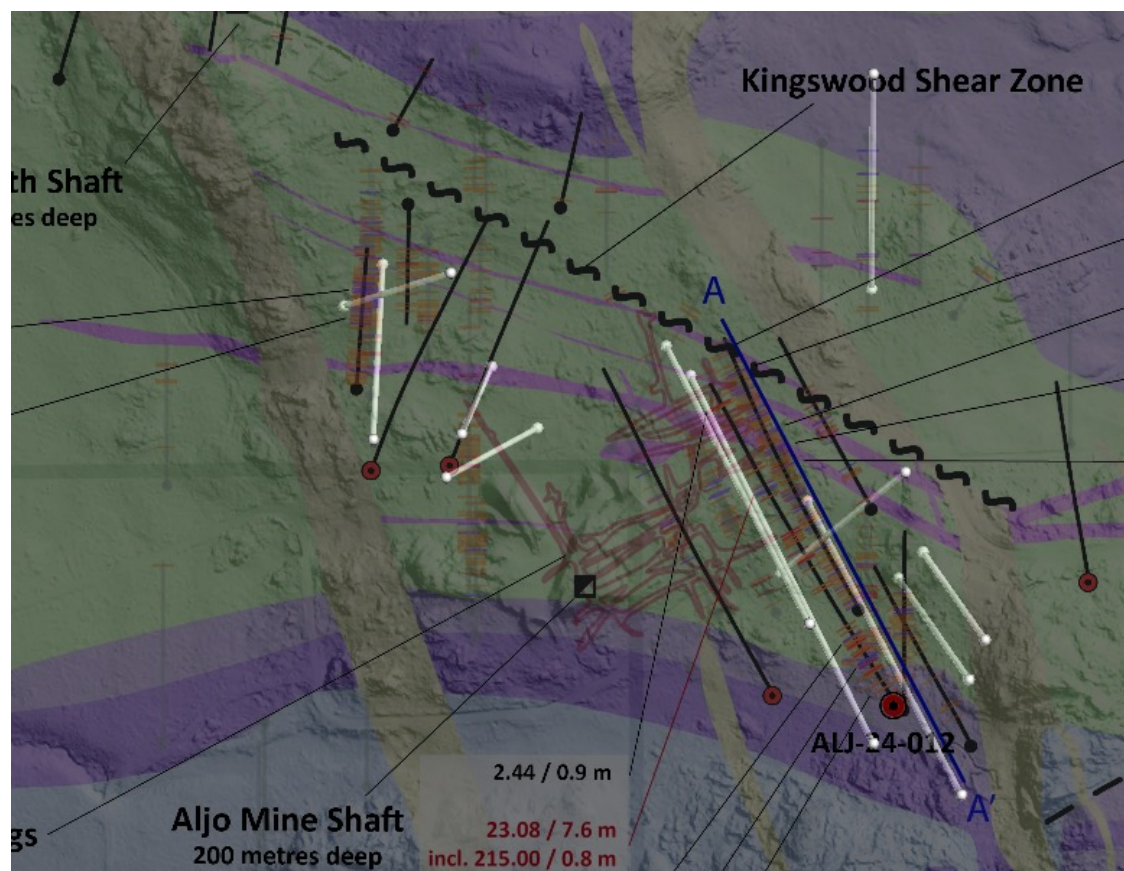 Kingswood Shear Zone
th Shaft
es deep
A
ALJ-24-012
2.44 / 0.9 m
A'
Aljo Mine Shaft
23.08 / 7.6 m
gs
200 metres deep
incl. 215.00 / 0.8 m